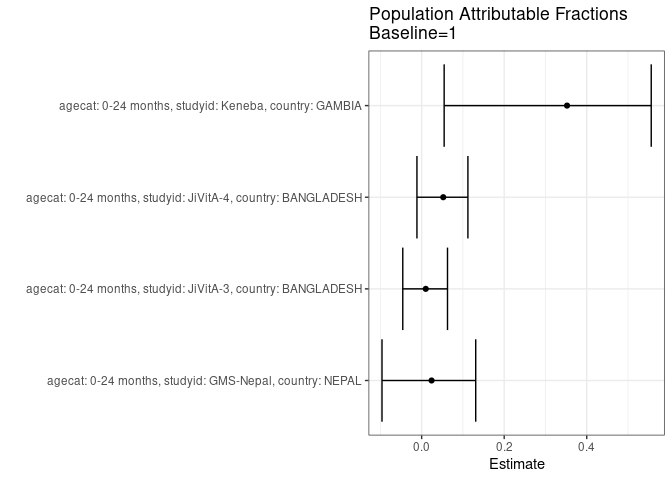 Population Attributable Fractions
Baseline=1
agecat: 0-24 months, studyid: Keneba, country: GAMBIA
agecat: 0-24 months, studyid: JiVitA-4, country: BANGLADESH
agecat: 0-24 months, studyid: JiVitA-3, country: BANGLADESH
agecat: 0-24 months, studyid: GMS-Nepal, country: NEPAL
0.0 0.2 0.4
Estimate